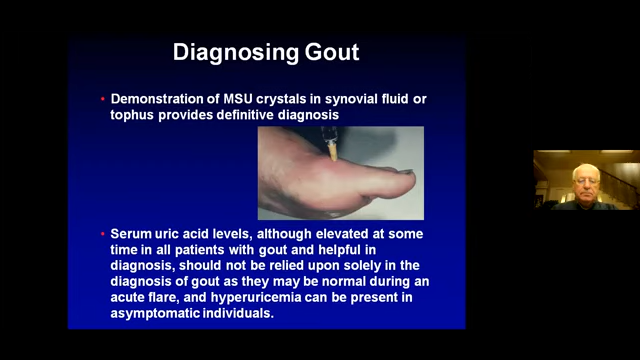 Diagnosing Gout
• Demonstration of MSU crystals in synovial fluid or
tophus provides definitive diagnosis
• Serum uric acid levels, although elevated at some
time in all patients with gout and helpful in
diagnosis, should not be relied upon solely in the
diagnosis of gout as they may be normal during an
acute flare, and hyperuricemia can be present in
asymptomatic individuals.